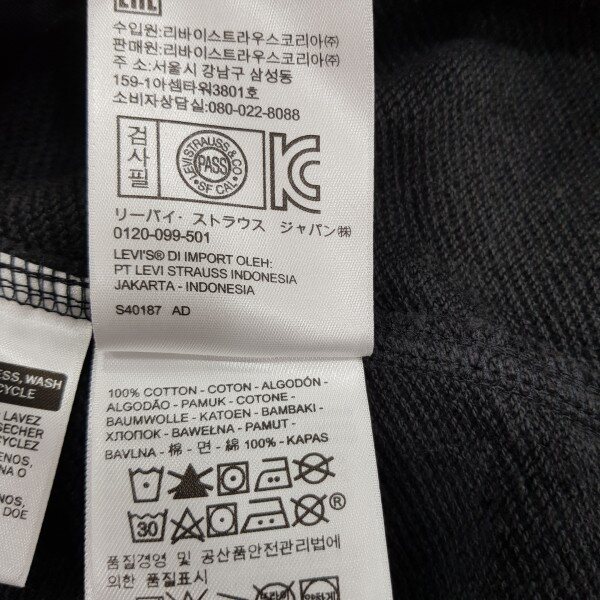 EAC
수입원:리바이스트라우스코리아㈜
판매원:리바이스트라우스코리아㈜
주 소:서울시 강남구 삼성동
159-1아셈타워3801호
소비자상담실:080-022-8088
검사필
LEVI STRAUSS & CO
PASS
S.F. CAL.
KC
リーバイ・ストラウス ジャパン㈱
0120-099-501
LEVI'S® DI IMPORT OLEH:
PT LEVI STRAUSS INDONESIA
JAKARTA - INDONESIA
S40187 AD
ESS, WASH
CYCLE
LAVEZ
SECHER
CYCLEZ
ENOS,
NA O
NOS,
DOE
100% COTTON - COTON - ALGODÓN -
ALGODÃO - PAMUK - COTONE -
BAUMWOLLE - KATOEN - BAMBAKI -
ХЛОПОК - BAWEŁNA - PAMUT -
BAVLNA - 棉 - 면 - 綿 100% - KAPAS
30
®
품질경영 및 공산품안전관리법에
의한 품질표시